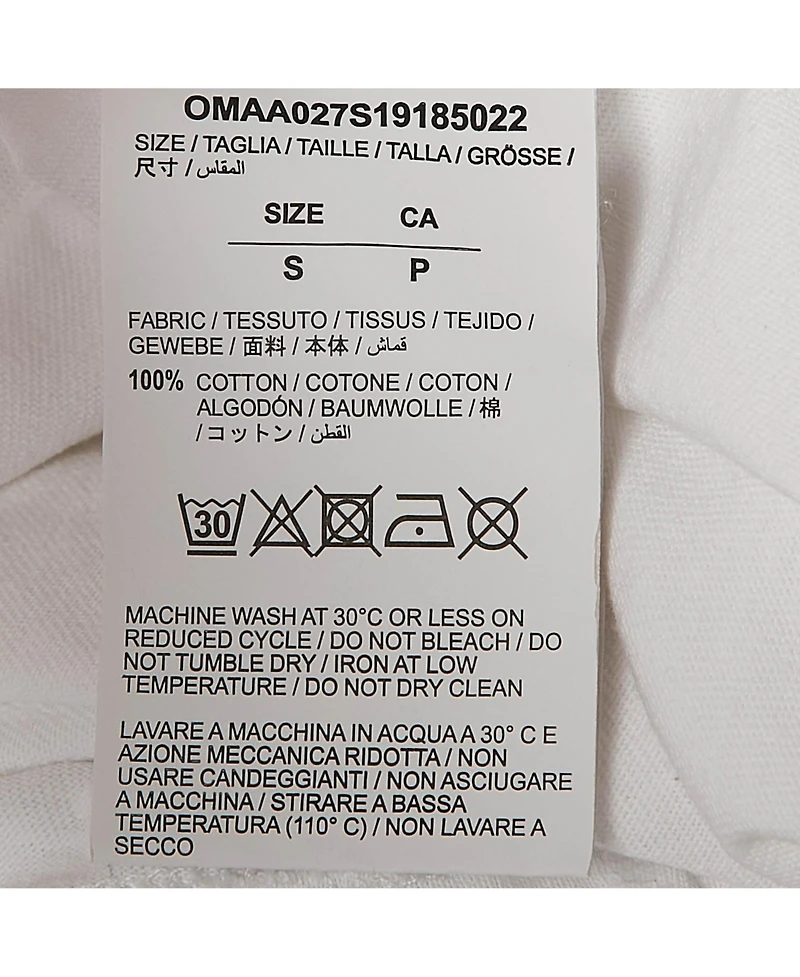 OMAA027S19185022
SIZE / TAGLIA / TAILLE / TALLA / GRÖSSE /
尺寸 / المقاس
SIZE CA
S P
FABRIC / TESSUTO / TISSUS / TEJIDO /
GEWEBE / 面料 / 本体 / قماش
100% COTTON / COTONE / COTON /
ALGODÓN / BAUMWOLLE / 棉
/ コットン / القطن
30
MACHINE WASH AT 30°C OR LESS ON
REDUCED CYCLE / DO NOT BLEACH / DO
NOT TUMBLE DRY / IRON AT LOW
TEMPERATURE / DO NOT DRY CLEAN
LAVARE A MACCHINA IN ACQUA A 30° C E
AZIONE MECCANICA RIDOTTA / NON
USARE CANDEGGIANTI / NON ASCIUGARE
A MACCHINA / STIRARE A BASSA
TEMPERATURA (110° C) / NON LAVARE A
SECCO